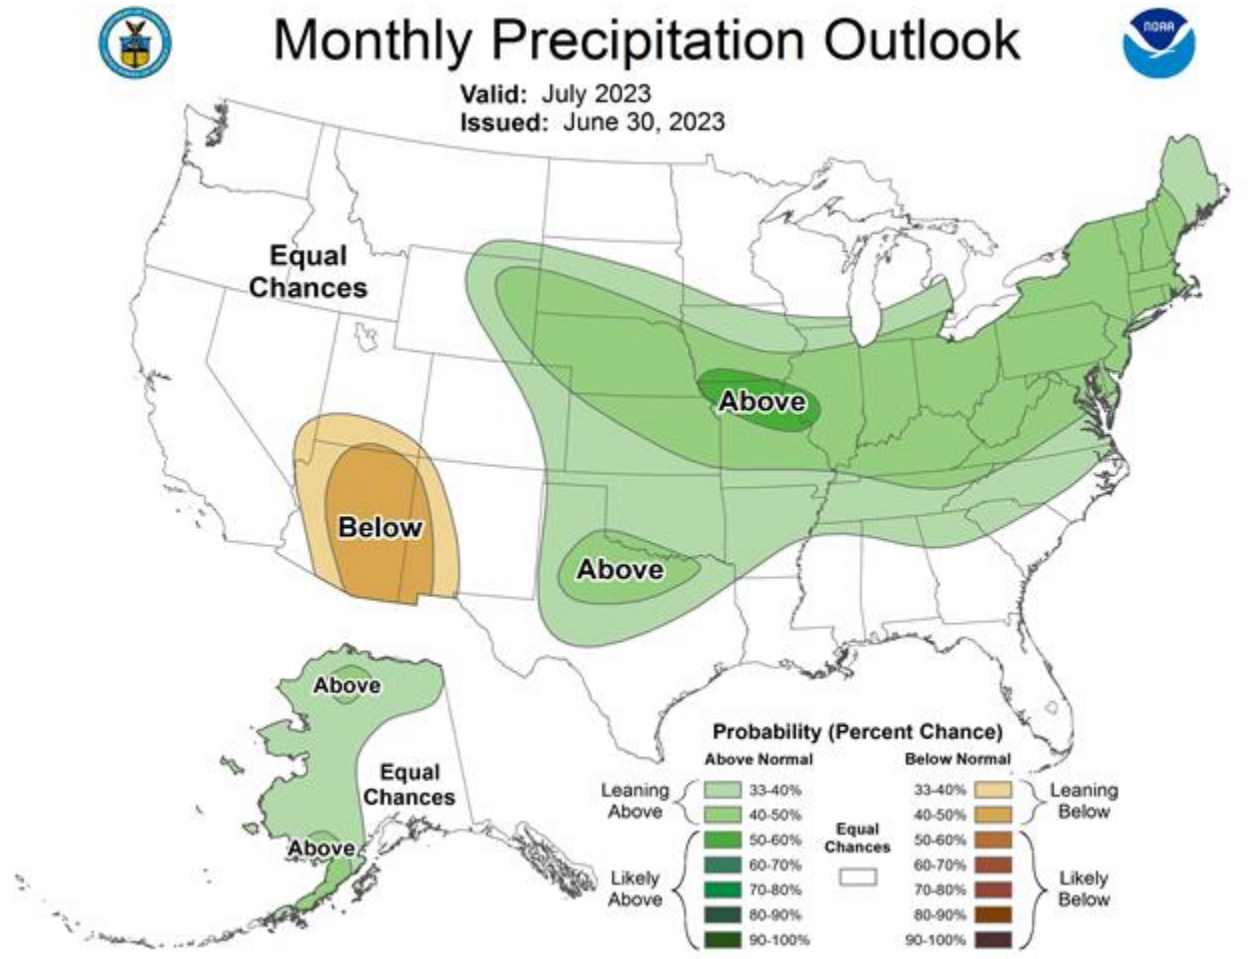 Monthly Precipitation Outlook
NOAA
Valid: July 2023
Issued: June 30, 2023
Equal
Chances
Above
Below
Above
Above
Equal
Chances
Above
Probability (Percent Chance)
Above Normal
Below Normal
Leaning
Above
33-40%
40-50%
Likely
Above
50-60%
60-70%
70-80%
80-90%
90-100%
Equal
Chances
33-40%
40-50%
Leaning
Below
50-60%
60-70%
70-80%
80-90%
90-100%
Likely
Below